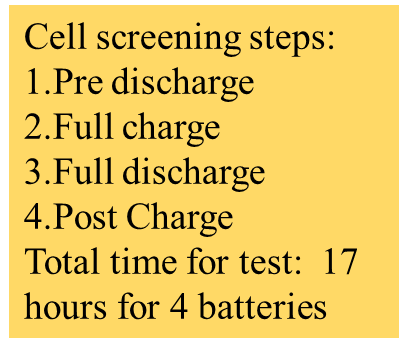 Cell screening steps:
1.Pre discharge
2.Full charge
3.Full discharge
4.Post Charge
Total time for test:  17
hours for 4 batteries